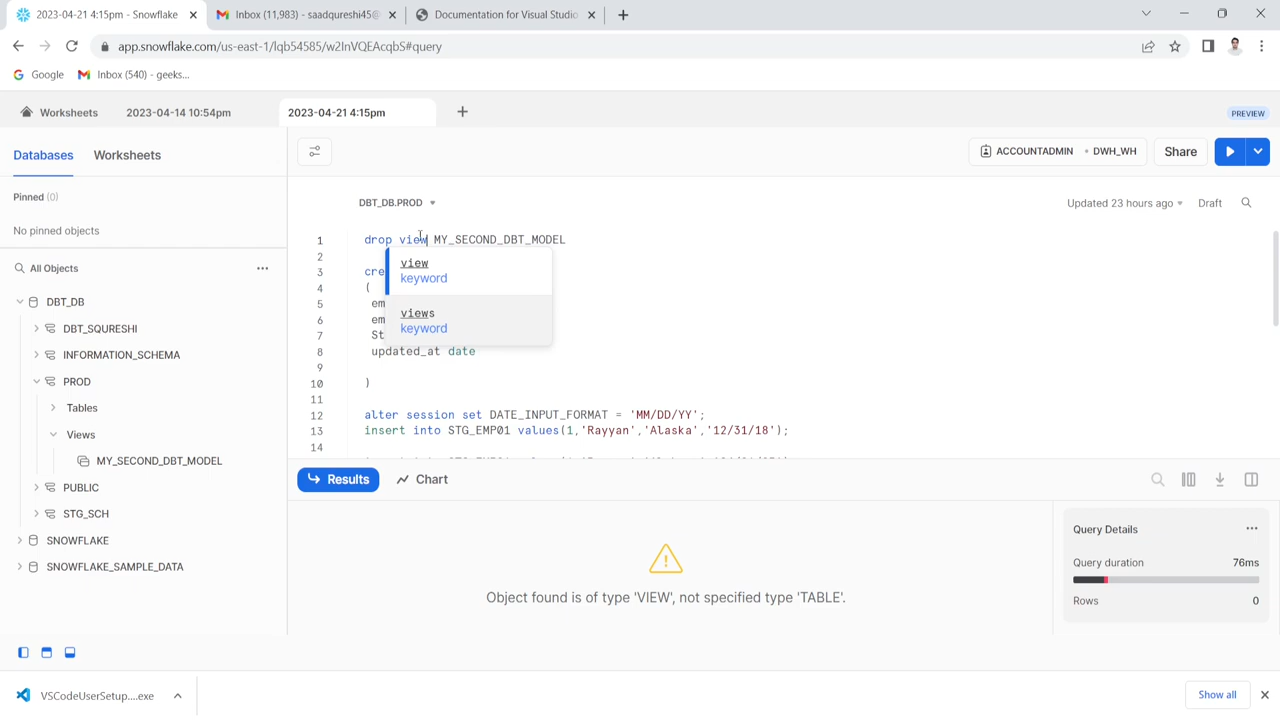 2023-04-21 4:15pm - Snowflake
Inbox (11,983) - saadqureshi45@
Documentation for Visual Studio
app.snowflake.com/us-east-1/lqb54585/w2InVQEAcqbS#query
Google
Inbox (540) - geeks...
Worksheets
2023-04-14 10:54pm
2023-04-21 4:15pm
PREVIEW
Databases
Worksheets
ACCOUNTADMIN
DWH_WH
Share
Pinned (0)
No pinned objects
All Objects
DBT_DB
DBT_SQURESHI
INFORMATION_SCHEMA
PROD
Tables
Views
MY_SECOND_DBT_MODEL
PUBLIC
STG_SCH
SNOWFLAKE
SNOWFLAKE_SAMPLE_DATA
DBT_DB.PROD
Updated 23 hours ago
Draft
1 drop view MY_SECOND_DBT_MODEL
2
3 cre
4 (
5 em
6 em
7 St
8 updated_at date
9
10 )
11
12 alter session set DATE_INPUT_FORMAT = 'MM/DD/YY';
13 insert into STG_EMP01 values(1,'Rayyan','Alaska','12/31/18');
14
view
keyword
views
keyword
Results
Chart
Object found is of type 'VIEW', not specified type 'TABLE'.
Query Details
Query duration
76ms
Rows
0
VSCodeUserSetup....exe
Show all